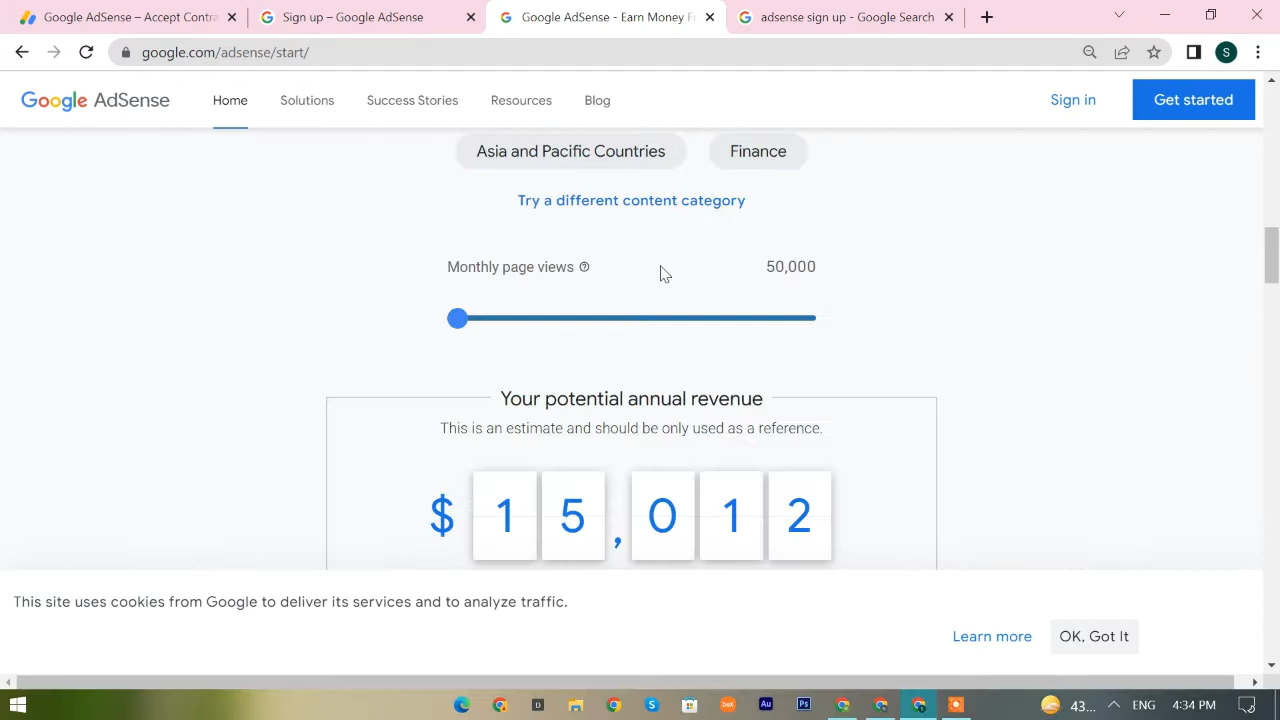 Google AdSense – Accept Contra
Sign up – Google AdSense
Google AdSense - Earn Money F
adsense sign up - Google Search
google.com/adsense/start/
S
Google AdSense
Home
Solutions
Success Stories
Resources
Blog
Sign in
Get started
Asia and Pacific Countries
Finance
Try a different content category
Monthly page views
50,000
Your potential annual revenue
This is an estimate and should be only used as a reference.
$ 15,012
This site uses cookies from Google to deliver its services and to analyze traffic.
Learn more
OK, Got It
D
S
DeX
Au
Ps
43...
ENG
4:34 PM